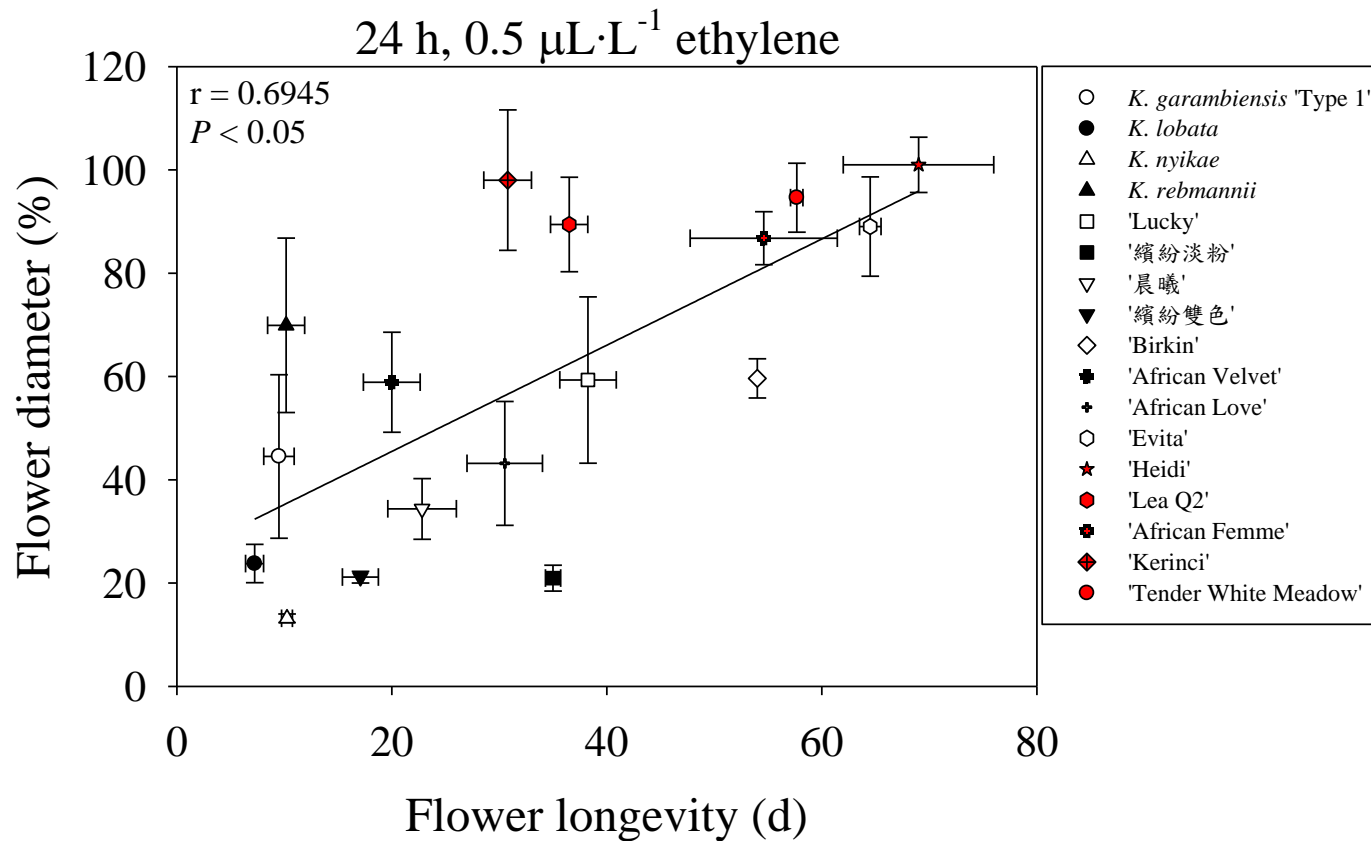 24 h, 0.5 μL·L⁻¹ ethylene
r = 0.6945
P < 0.05
Flower diameter (%)
120
100
80
60
40
20
0
0 20 40 60 80
Flower longevity (d)
K. garambiensis 'Type 1'
K. lobata
K. nyikae
K. rebmannii
'Lucky'
'繽紛淡粉'
'晨曦'
'繽紛雙色'
'Birkin'
'African Velvet'
'African Love'
'Evita'
'Heidi'
'Lea Q2'
'African Femme'
'Kerinci'
'Tender White Meadow'